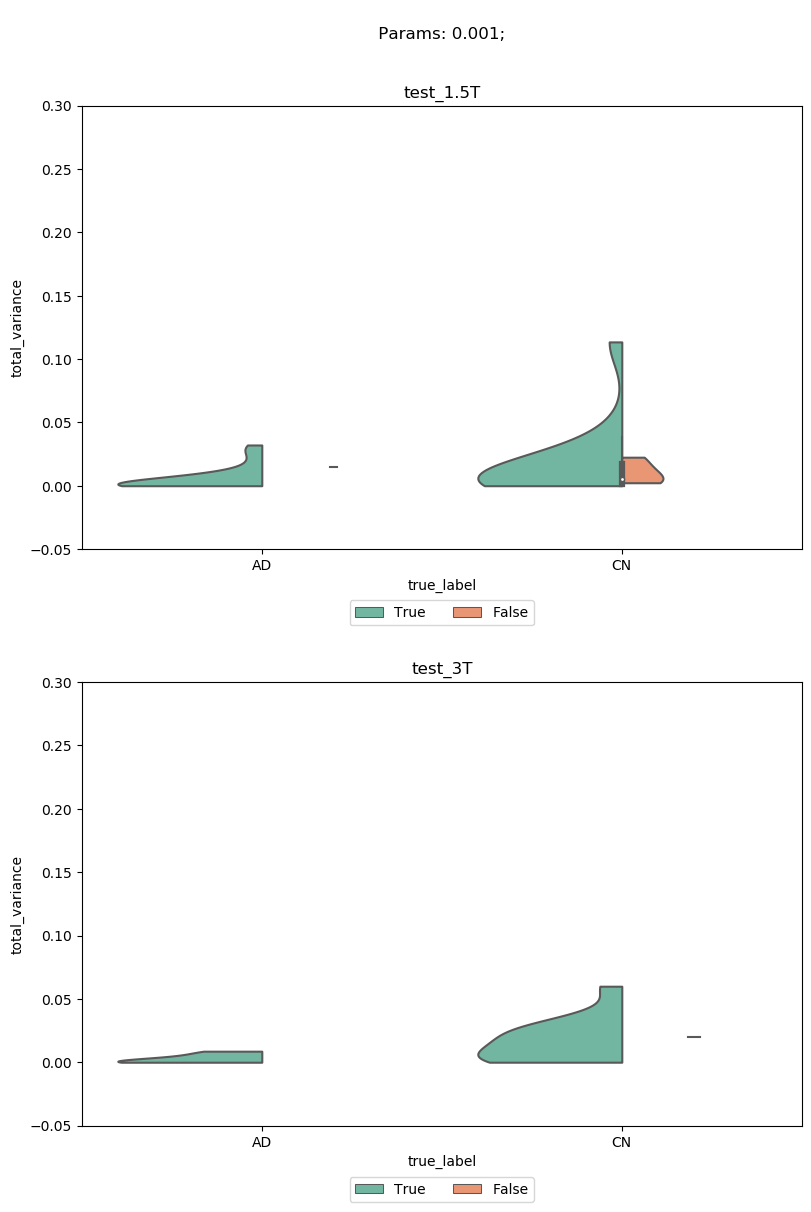 Params: 0.001;
test_1.5T
0.30
0.25
0.20
0.15
0.10
0.05
0.00
−0.05
total_variance
AD
CN
true_label
True
False
test_3T
0.30
0.25
0.20
0.15
0.10
0.05
0.00
−0.05
total_variance
AD
CN
true_label
True
False